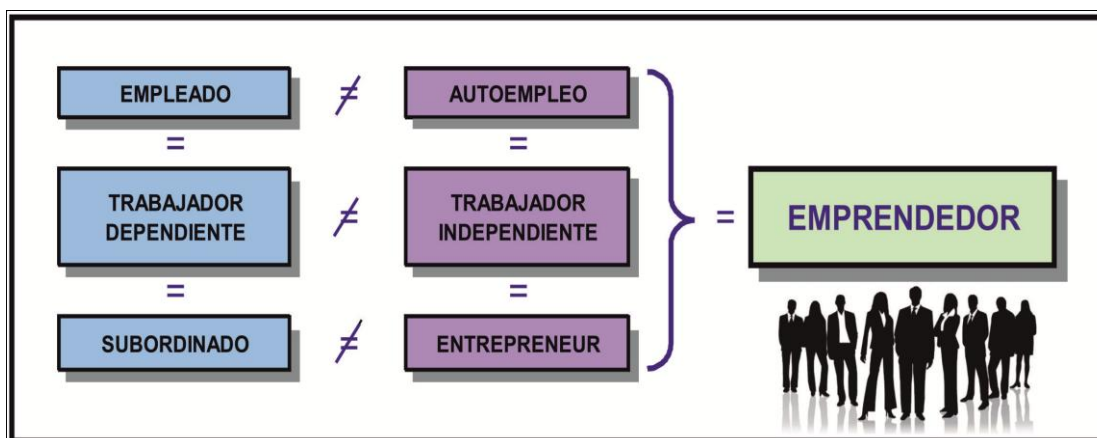 EMPLEADO
≠
AUTOEMPLEO
=
=
TRABAJADOR
DEPENDIENTE
≠
TRABAJADOR
INDEPENDIENTE
=
EMPRENDEDOR
=
=
SUBORDINADO
≠
ENTREPRENEUR